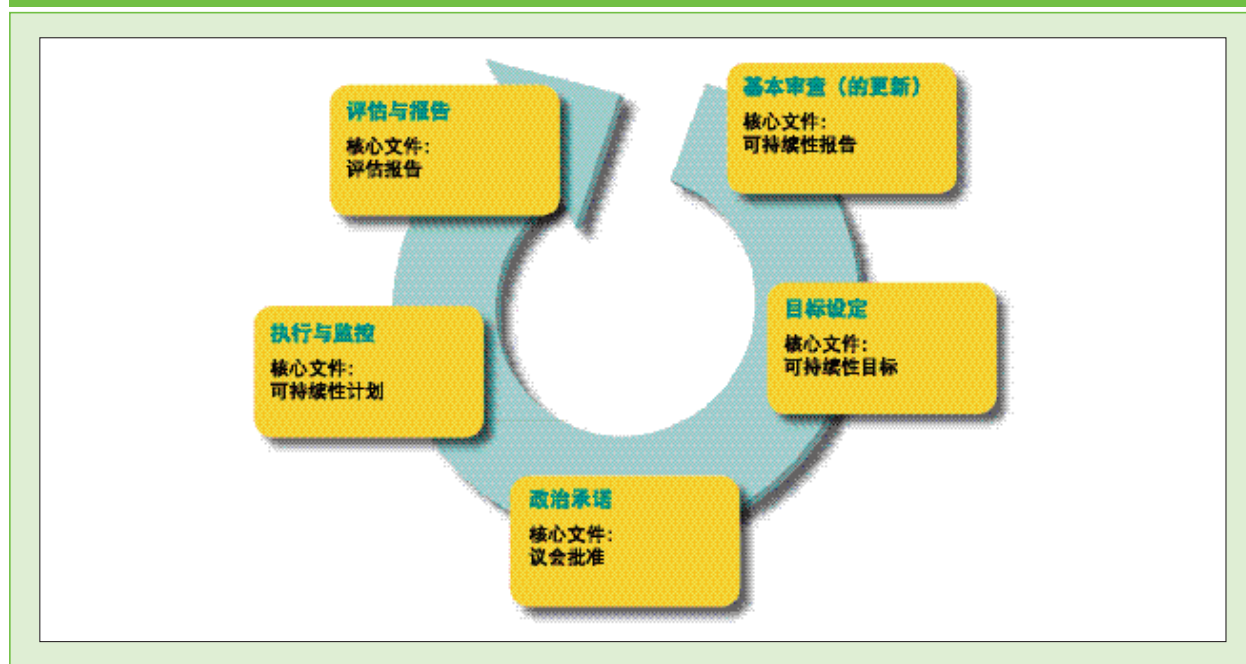 基本审查（的更新）
核心文件：
可持续性报告
目标设定
核心文件：
可持续性目标
政治承诺
核心文件：
议会批准
执行与监控
核心文件：
可持续性计划
评估与报告
核心文件：
评估报告